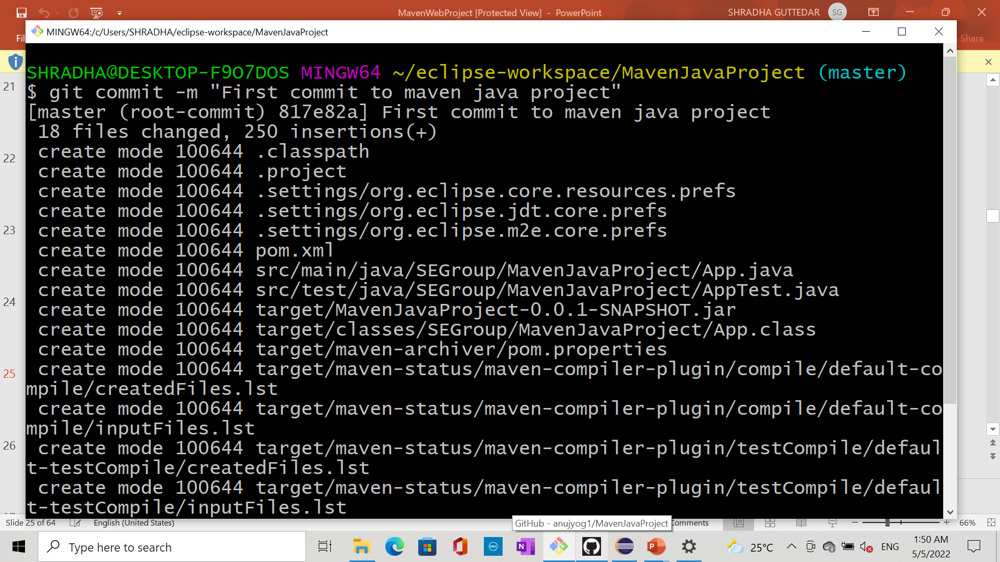 MavenWebProject [Protected View] - PowerPoint
SHRADHA GUTTEDAR SG
Share
MINGW64:/c/Users/SHRADHA/eclipse-workspace/MavenJavaProject
SHRADHA@DESKTOP-F9O7DOS MINGW64 ~/eclipse-workspace/MavenJavaProject (master)
$ git commit -m "First commit to maven java project"
[master (root-commit) 817e82a] First commit to maven java project
18 files changed, 250 insertions(+)
create mode 100644 .classpath
create mode 100644 .project
create mode 100644 .settings/org.eclipse.core.resources.prefs
create mode 100644 .settings/org.eclipse.jdt.core.prefs
create mode 100644 .settings/org.eclipse.m2e.core.prefs
create mode 100644 pom.xml
create mode 100644 src/main/java/SEGroup/MavenJavaProject/App.java
create mode 100644 src/test/java/SEGroup/MavenJavaProject/AppTest.java
create mode 100644 target/MavenJavaProject-0.0.1-SNAPSHOT.jar
create mode 100644 target/classes/SEGroup/MavenJavaProject/App.class
create mode 100644 target/maven-archiver/pom.properties
create mode 100644 target/maven-status/maven-compiler-plugin/compile/default-co
mpile/createdFiles.lst
create mode 100644 target/maven-status/maven-compiler-plugin/compile/default-co
mpile/inputFiles.lst
create mode 100644 target/maven-status/maven-compiler-plugin/testCompile/defaul
t-testCompile/createdFiles.lst
create mode 100644 target/maven-status/maven-compiler-plugin/testCompile/defaul
t-testCompile/inputFiles.lst
21
22
23
24
25
26
Slide 25 of 64
English (United States)
GitHub - anujyog1/MavenJavaProject
omments
66%
Type here to search
25°C
ENG
1:50 AM
5/5/2022